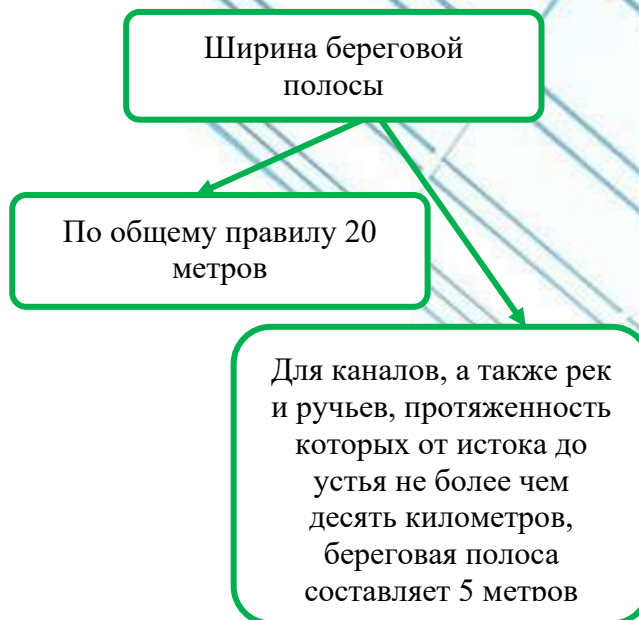 Ширина береговой
полосы
По общему правилу 20
метров
Для каналов, а также рек
и ручьев, протяженность
которых от истока до
устья не более чем
десять километров,
береговая полоса
составляет 5 метров